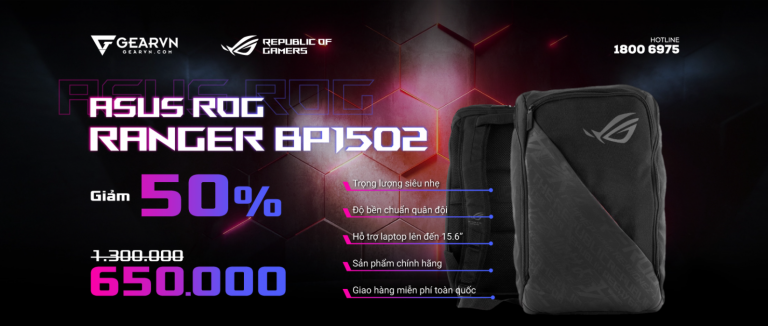 GEARVN
GEARVN.COM
REPUBLIC OF
GAMERS
HOTLINE
1800 6975
ASUS ROG
ASUS ROG
RANGER BP1502
Giảm 50%
1.300.000
650.000
Trọng lượng siêu nhẹ
Độ bền chuẩn quân đội
Hỗ trợ laptop lên đến 15.6"
Sản phẩm chính hãng
Giao hàng miễn phí toàn quốc